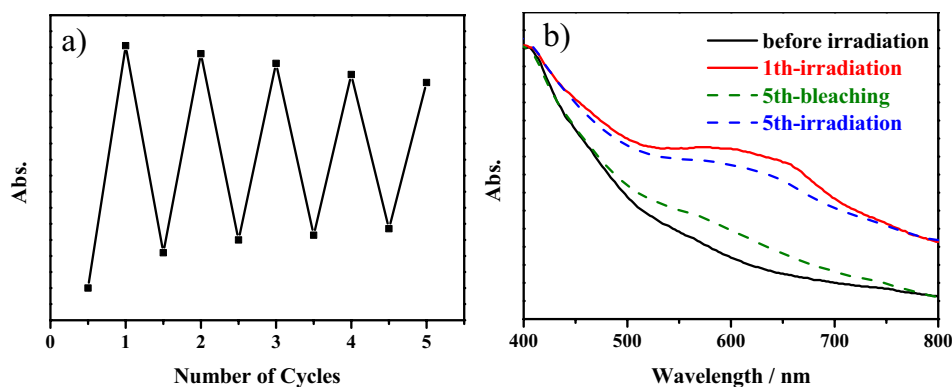 a)
Abs.
0 1 2 3 4 5
Number of Cycles
b)
before irradiation
1th-irradiation
5th-bleaching
5th-irradiation
Abs.
400 500 600 700 800
Wavelength / nm